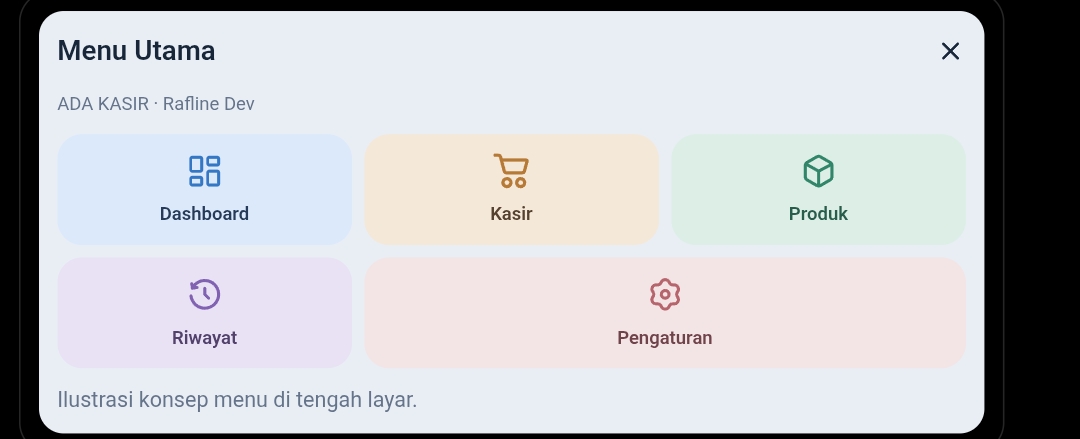 Menu Utama
ADA KASIR · Rafline Dev
Dashboard
Kasir
Produk
Riwayat
Pengaturan
Ilustrasi konsep menu di tengah layar.